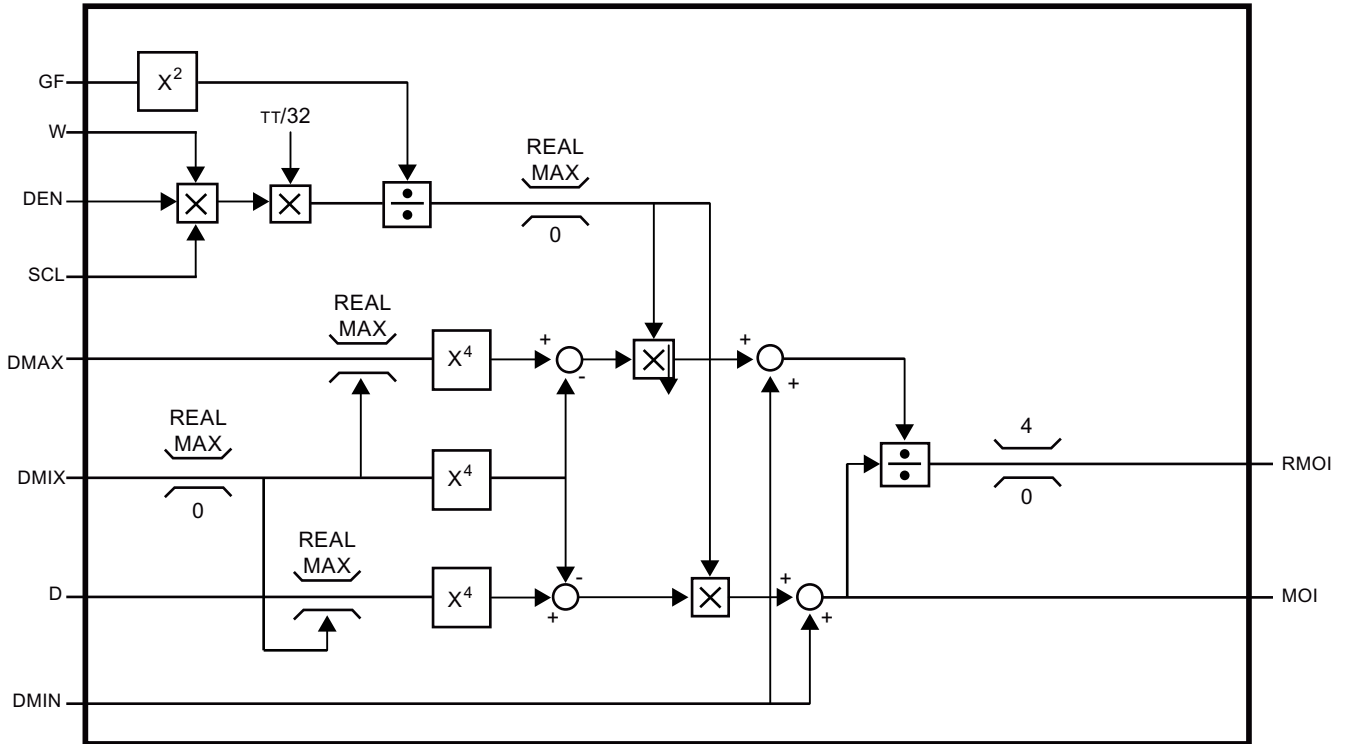 GF
X2
W
TT/32
DEN
X
X
÷
REAL
MAX
0
SCL
REAL
MAX
DMAX
X4
+
-
X
+
+
REAL
MAX
DMIX
0
X4
4
÷
RMOI
0
REAL
MAX
D
X4
-
+
X
+
+
MOI
DMIN